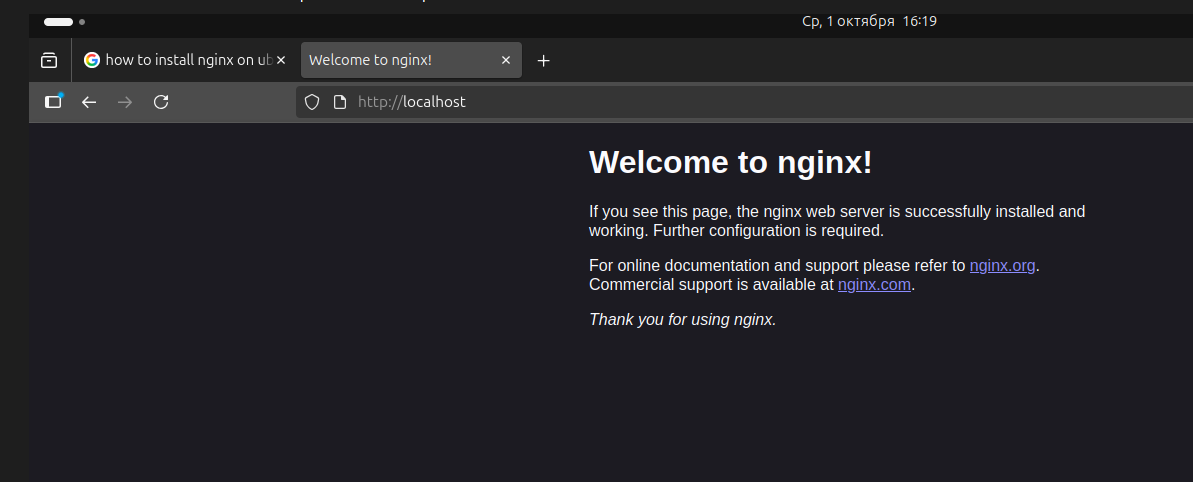 Ср, 1 октября 16:19
how to install nginx on ub
Welcome to nginx!
http://localhost
Welcome to nginx!
If you see this page, the nginx web server is successfully installed and
working. Further configuration is required.
For online documentation and support please refer to nginx.org.
Commercial support is available at nginx.com.
Thank you for using nginx.